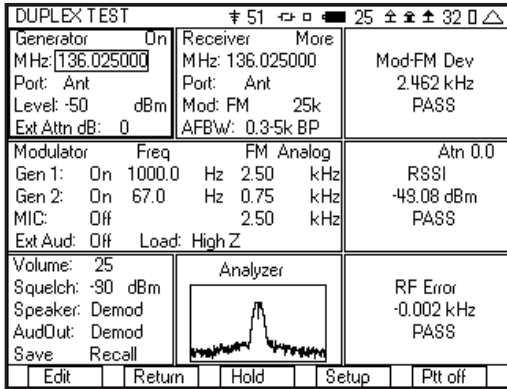 DUPLEX TEST 51 25 32
Generator On
MHz: 136.025000
Port: Ant
Level: -50 dBm
Ext Attn dB: 0
Receiver More
MHz: 136.025000
Port: Ant
Mod: FM 25k
AFBW: 0.3-5k BP
Mod-FM Dev
2.462 kHz
PASS
Modulator Freq FM Analog
Gen 1: On 1000.0 Hz 2.50 kHz
Gen 2: On 67.0 Hz 0.75 kHz
MIC: Off 2.50 kHz
Ext Aud: Off Load: High Z
Atn 0.0
RSSI
-49.08 dBm
PASS
Volume: 25
Squelch: -90 dBm
Speaker: Demod
AudOut: Demod
Save Recall
Analyzer
RF Error
-0.002 kHz
PASS
Edit Return Hold Setup Ptt off